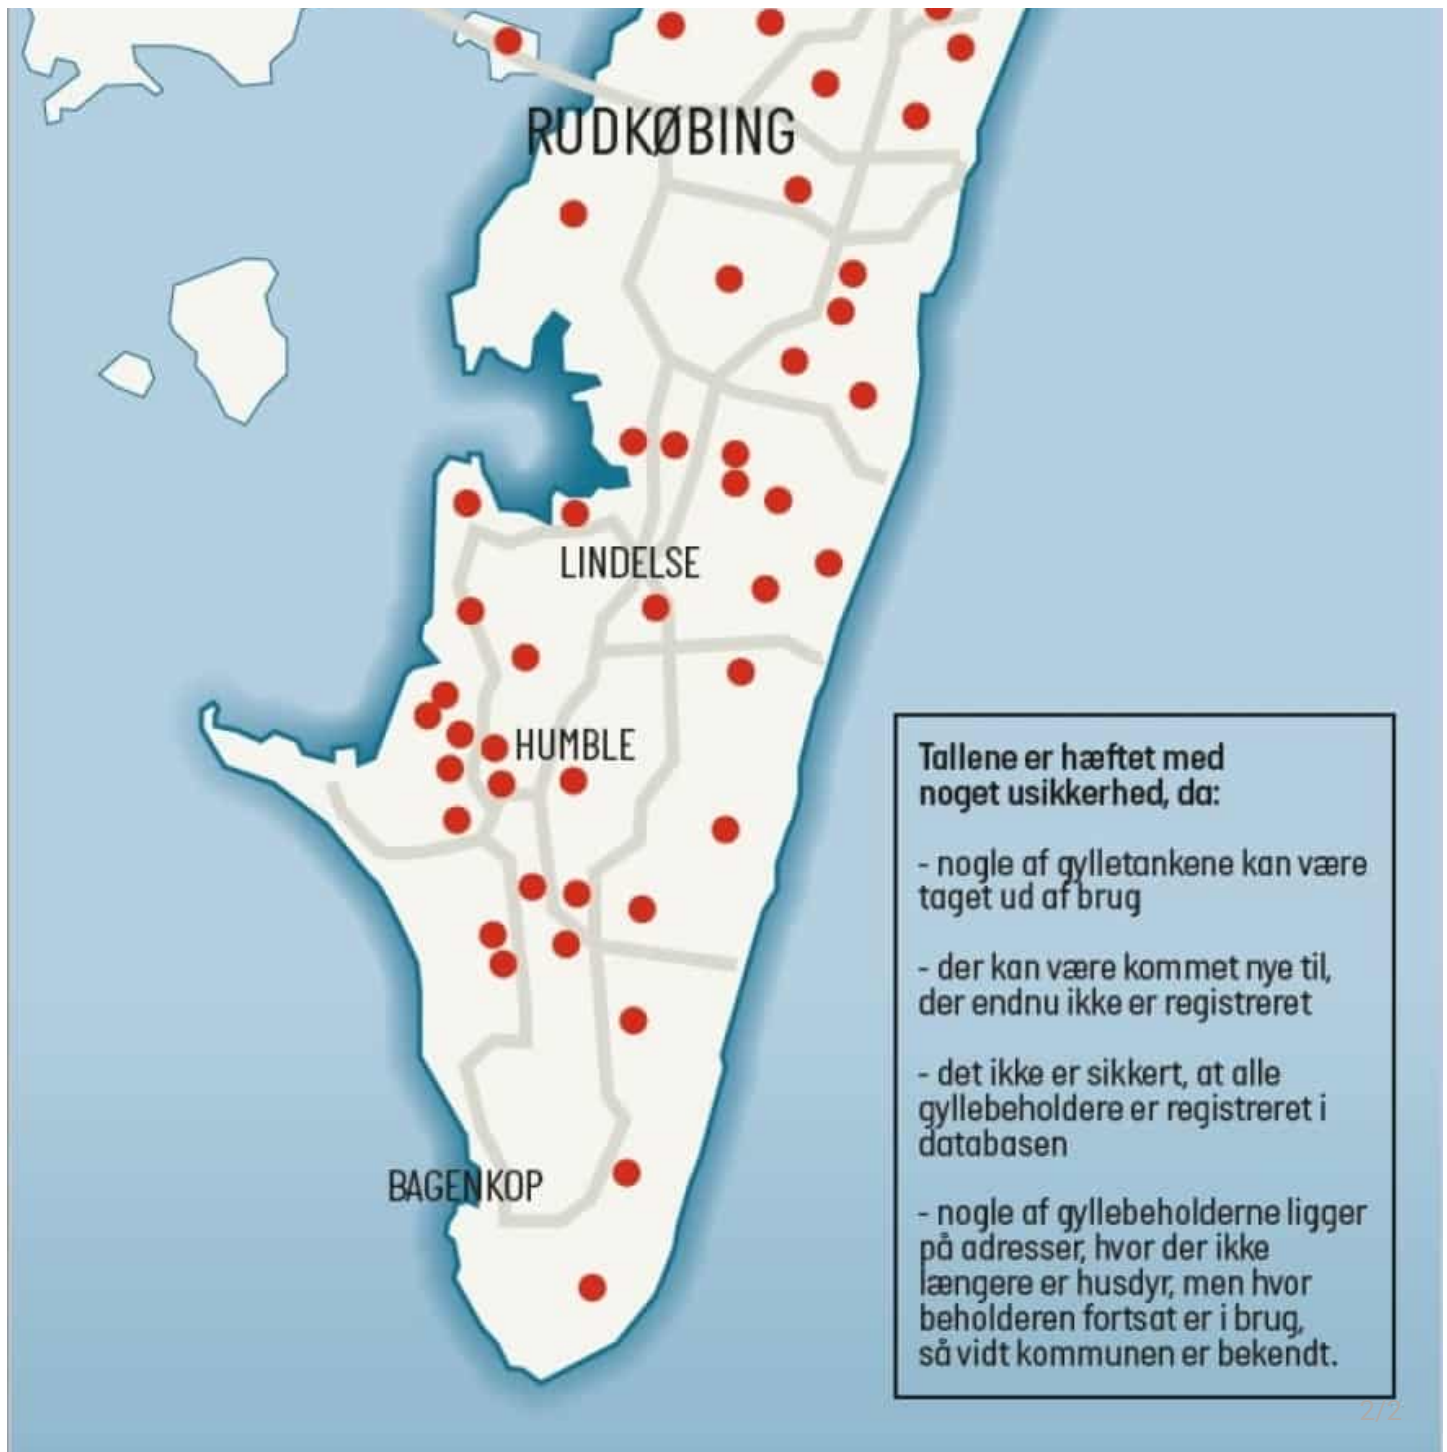 RUDKØBING
LINDELSE
HUMBLE
BAGENKOP
Tallene er hæftet med
noget usikkerhed, da:
- nogle af gylletankene kan være
taget ud af brug
- der kan være kommet nye til,
der endnu ikke er registreret
- det ikke er sikkert, at alle
gyllebeholdere er registreret i
databasen
- nogle af gyllebeholderne ligger
på adresser, hvor der ikke
længere er husdyr, men hvor
beholderen fortsat er i brug,
så vidt kommunen er bekendt.
2/2